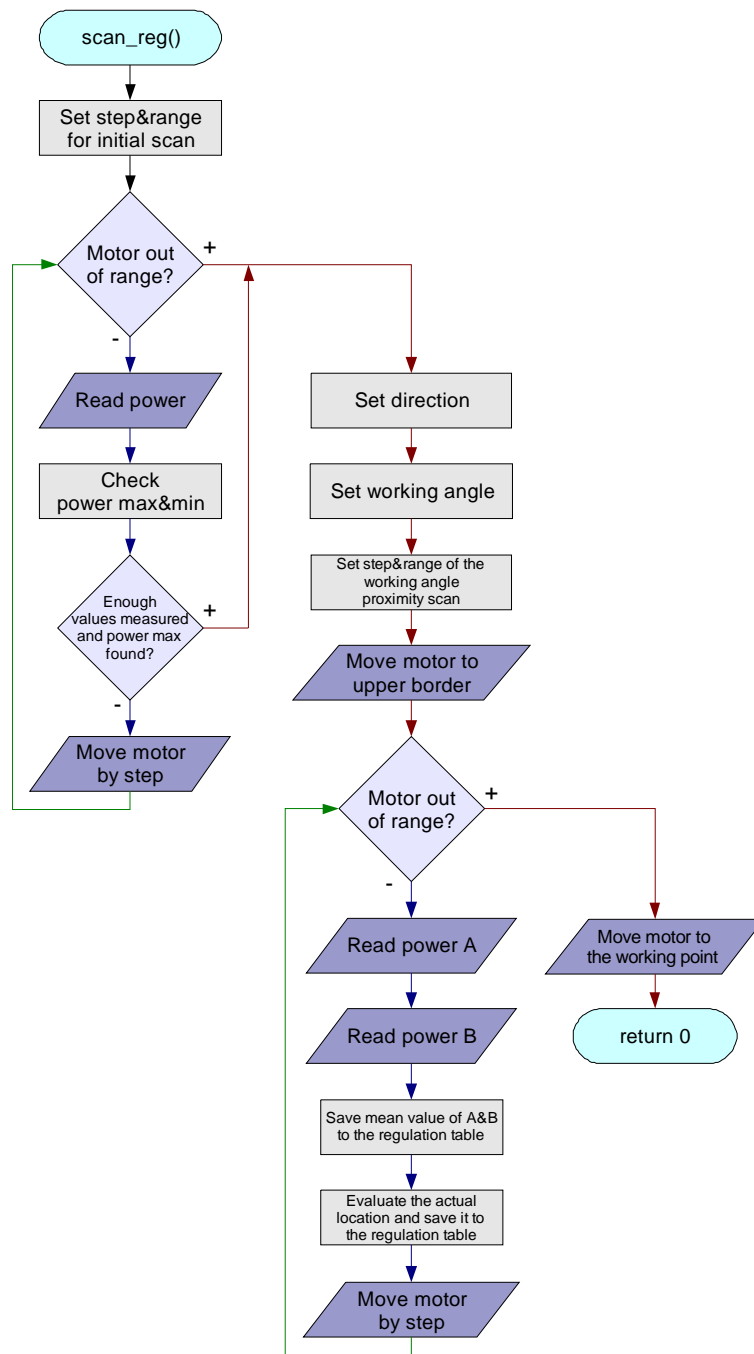 scan_reg()
Set step&range
for initial scan
Motor out
of range?
+
-
Read power
Check
power max&min
Enough
values measured
and power max
found?
+
-
Move motor
by step
Set direction
Set working angle
Set step&range of the
working angle
proximity scan
Move motor to
upper border
Motor out
of range?
+
-
Read power A
Read power B
Save mean value of A&B
to the regulation table
Evaluate the actual
location and save it to
the regulation table
Move motor
by step
Move motor to
the working point
return 0